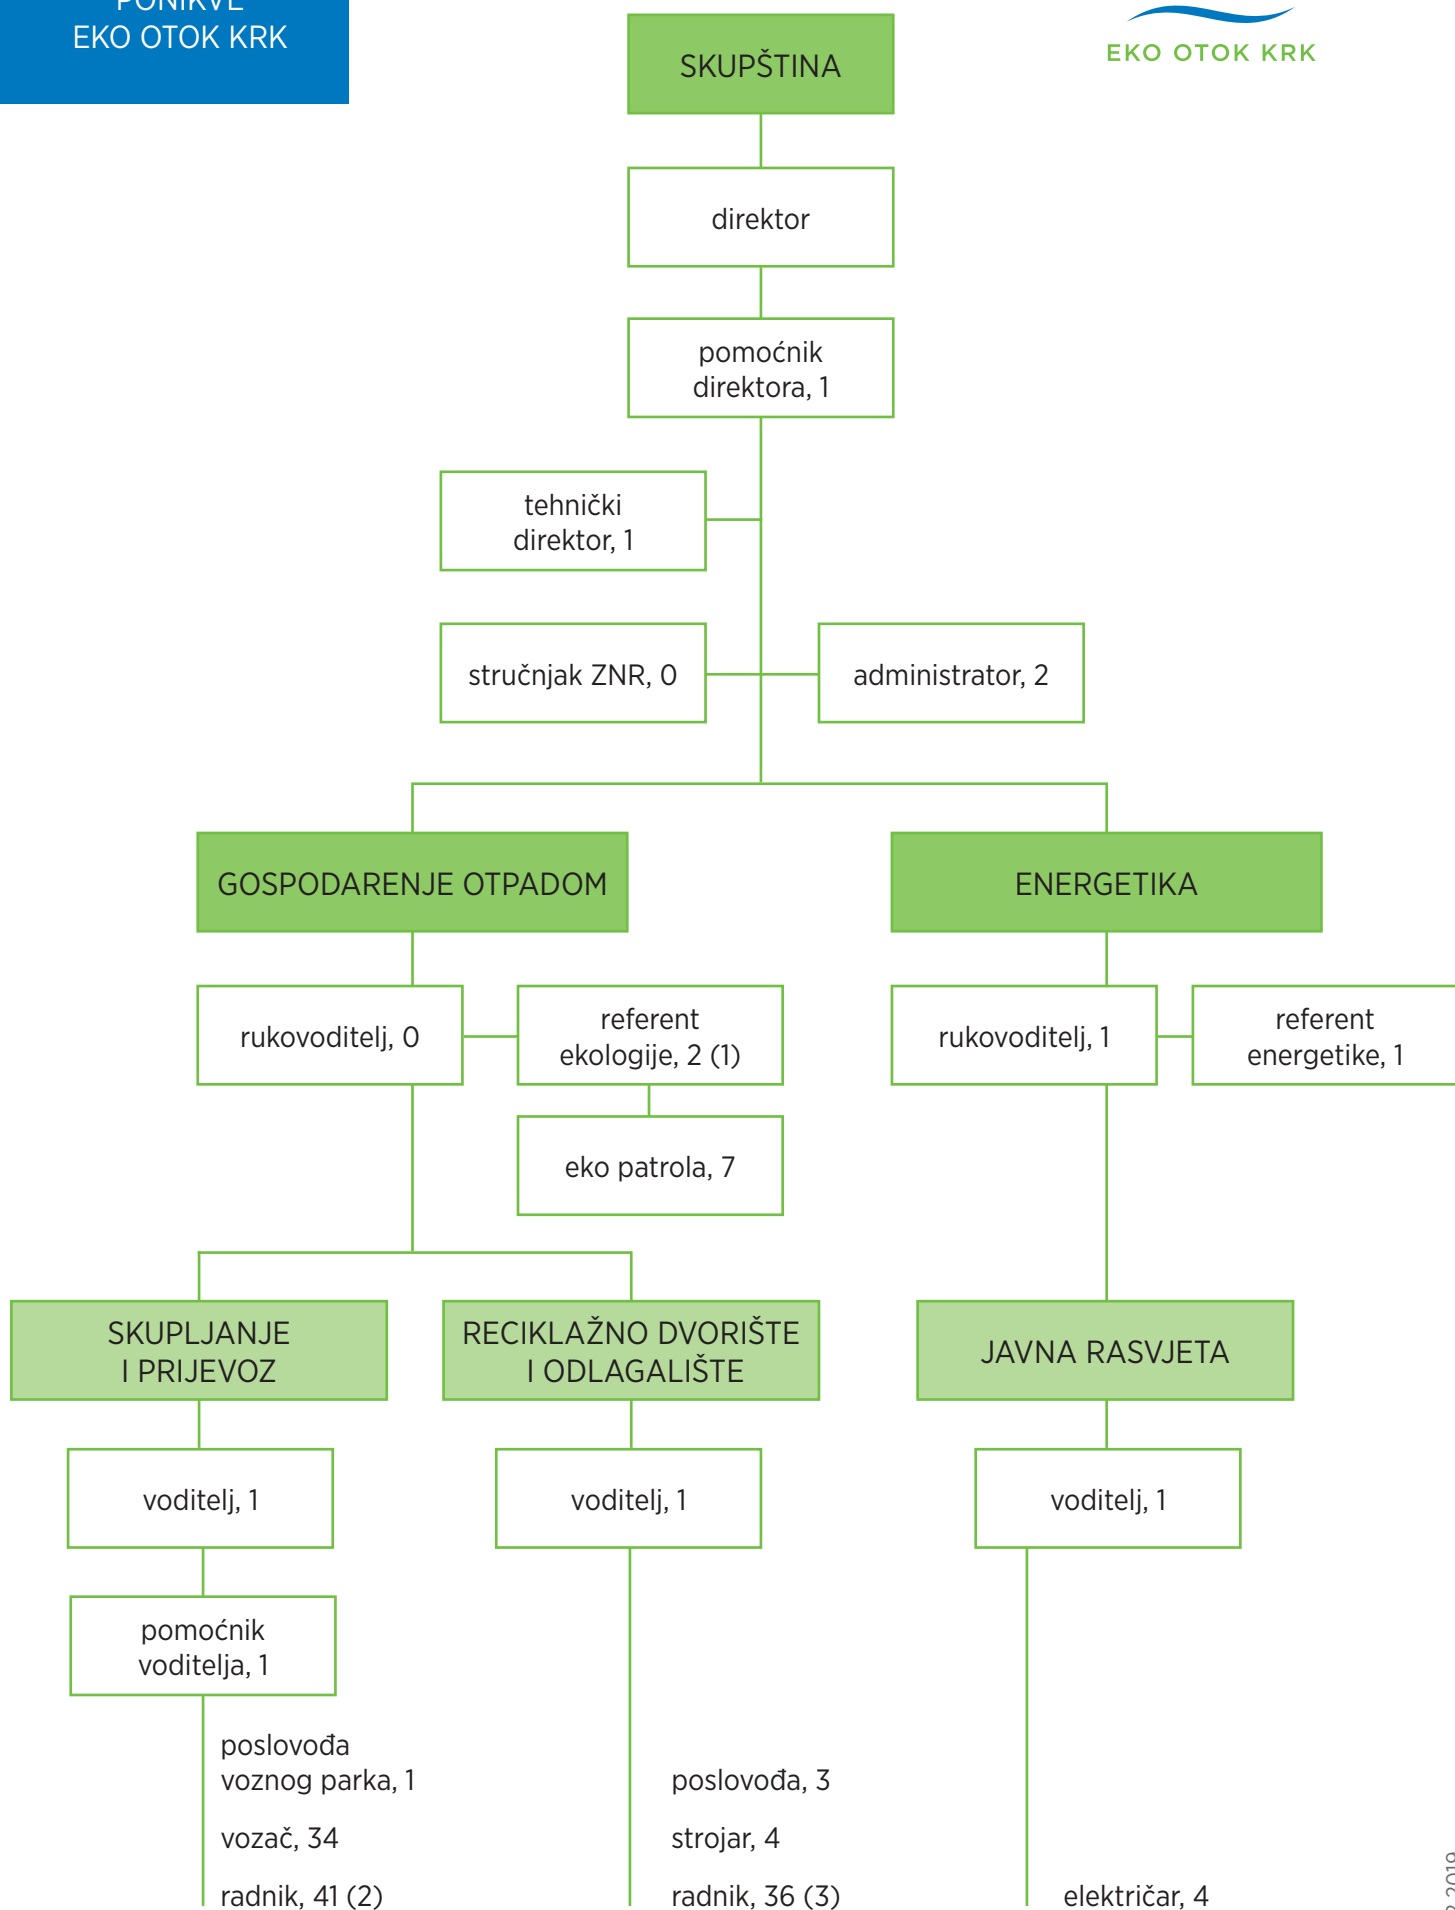 PONIKVE
EKO OTOK KRK
EKO OTOK KRK
SKUPŠTINA
direktor
pomoćnik
direktora, 1
tehnički
direktor, 1
stručnjak ZNR, 0
administrator, 2
GOSPODARENJE OTPADOM
ENERGETIKA
rukovoditelj, 0
referent
ekologije, 2 (1)
rukovoditelj, 1
referent
energetike, 1
eko patrola, 7
SKUPLJANJE
I PRIJEVOZ
RECIKLAŽNO DVORIŠTE
I ODLAGALIŠTE
JAVNA RASVJETA
voditelj, 1
voditelj, 1
voditelj, 1
pomoćnik
voditelja, 1
poslovođa
voznog parka, 1
vozač, 34
radnik, 41 (2)
poslovođa, 3
strojar, 4
radnik, 36 (3)
električar, 4
2019